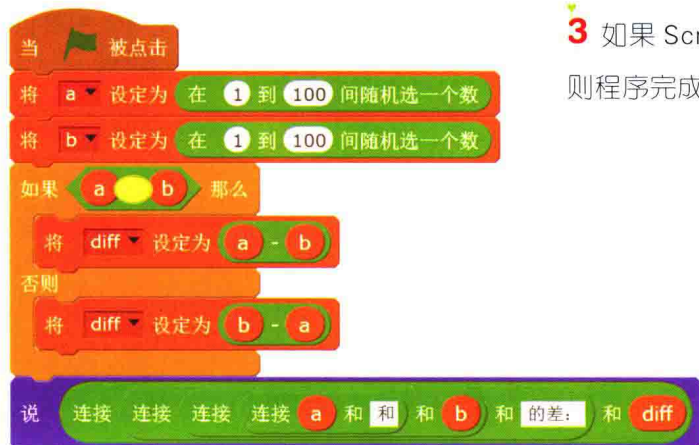 当 被点击
将 a 设定为 在 1 到 100 间随机选一个数
将 b 设定为 在 1 到 100 间随机选一个数
如果 a b 那么
将 diff 设定为 a - b
否则
将 diff 设定为 b - a
说 连接 连接 连接 连接 a 和 和 和 b 和 的差: 和 diff
3 如果 Scr
则程序完成